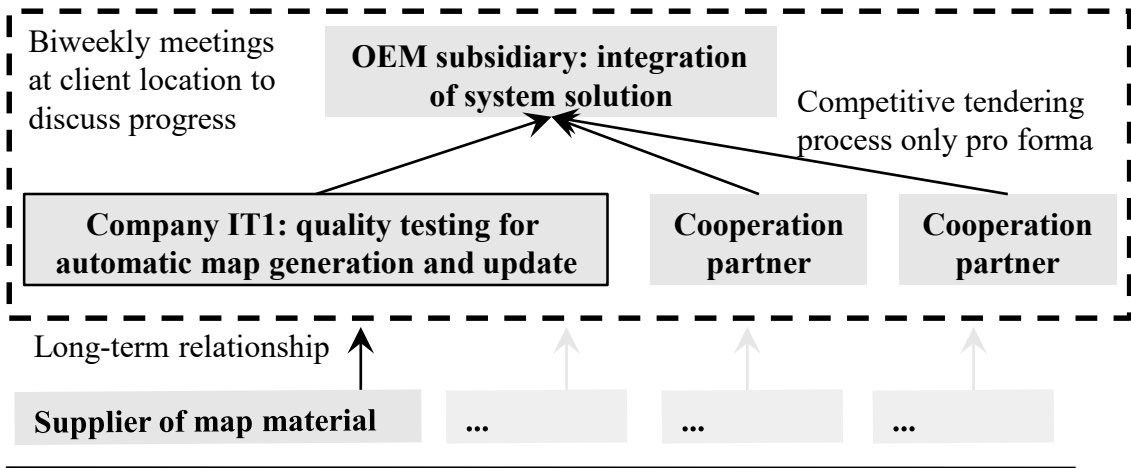 Biweekly meetings
at client location to
discuss progress
OEM subsidiary: integration
of system solution
Competitive tendering
process only pro forma
Company IT1: quality testing for
automatic map generation and update
Cooperation
partner
Cooperation
partner
Long-term relationship
Supplier of map material
...
...
...